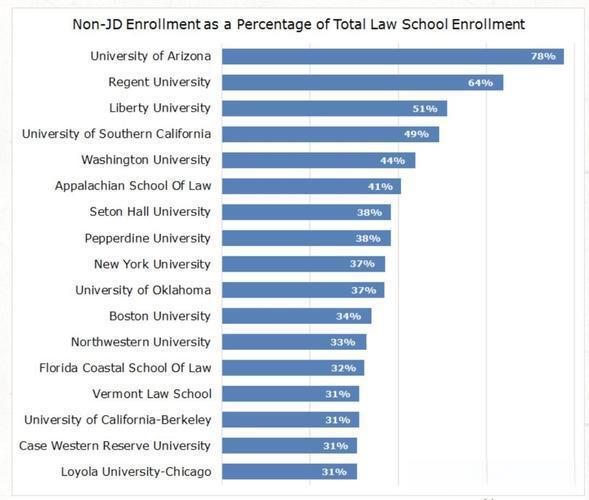 Non-JD Enrollment as a Percentage of Total Law School Enrollment
University of Arizona 78%
Regent University 64%
Liberty University 51%
University of Southern California 49%
Washington University 44%
Appalachian School Of Law 41%
Seton Hall University 38%
Pepperdine University 38%
New York University 37%
University of Oklahoma 37%
Boston University 34%
Northwestern University 33%
Florida Coastal School Of Law 32%
Vermont Law School 31%
University of California-Berkeley 31%
Case Western Reserve University 31%
Loyola University-Chicago 31%